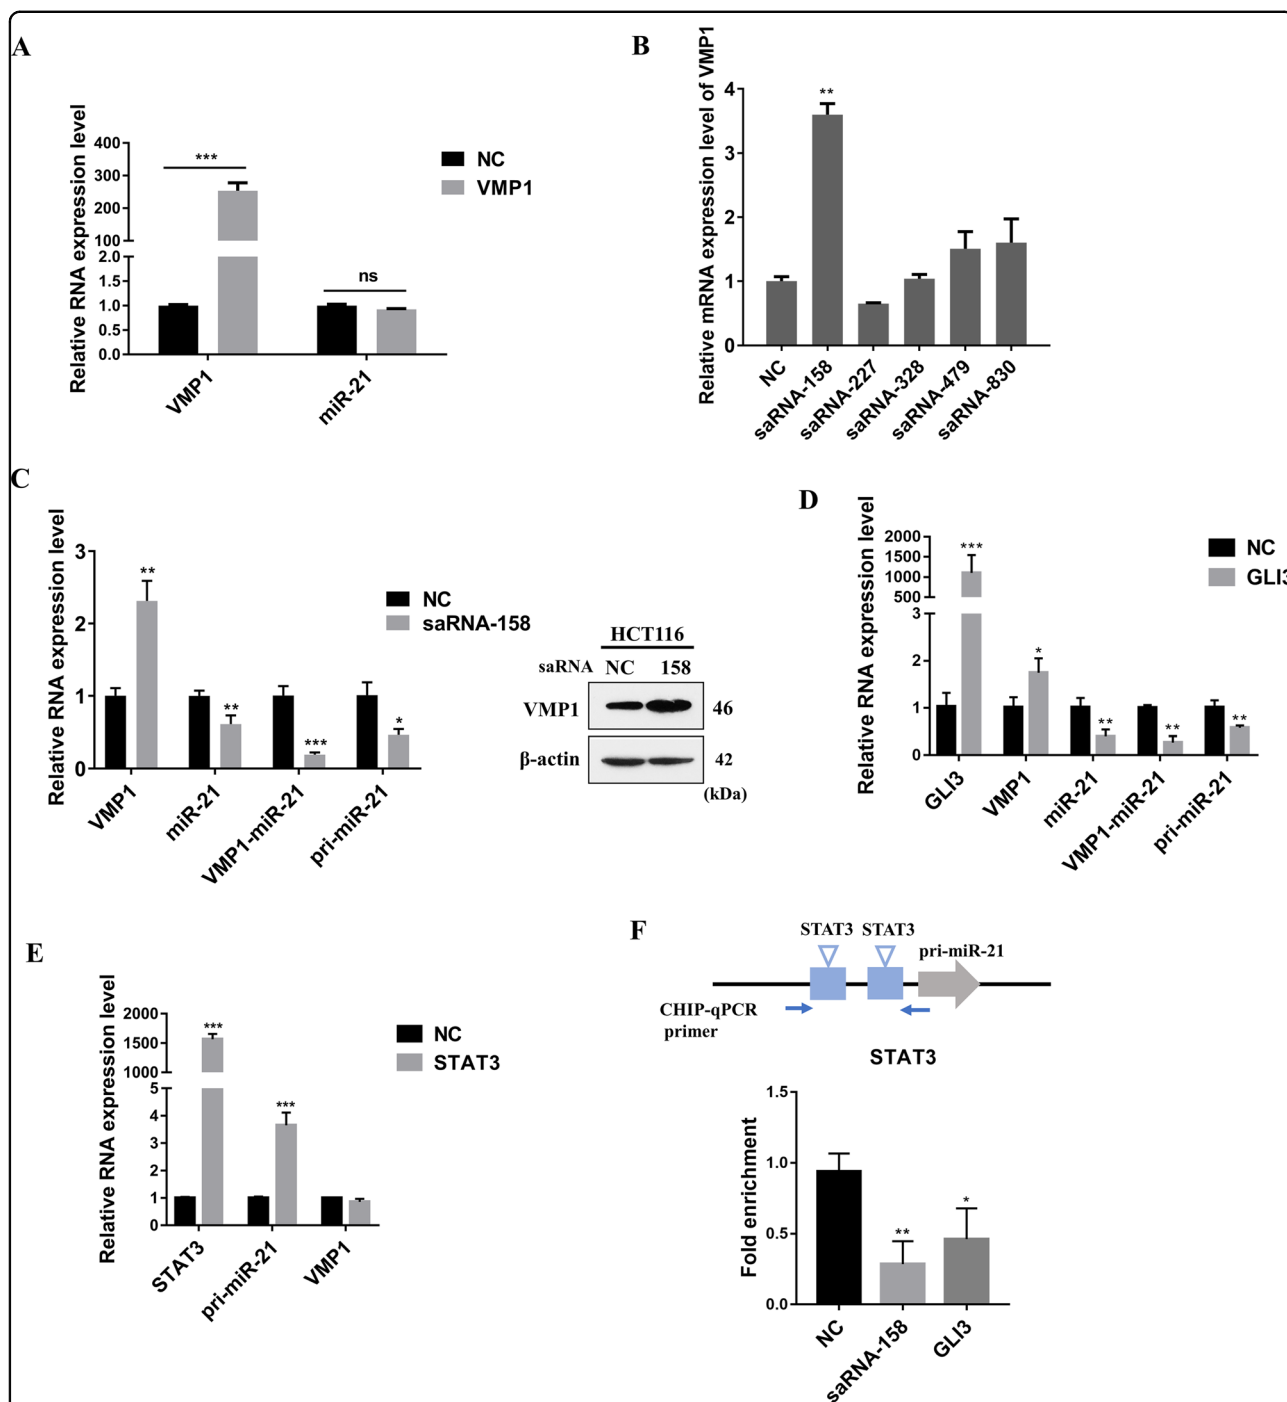 A
Relative RNA expression level
400
300
200
100
2.0
1.5
1.0
0.5
0.0
***
ns
VMP1
miR-21
NC
VMP1
B
Relative mRNA expression level of VMP1
4
3
2
1
0
**
NC
saRNA-158
saRNA-227
saRNA-328
saRNA-479
saRNA-830
C
Relative RNA expression level
3
2
1
0
**
**
***
*
VMP1
miR-21
VMP1-miR-21
pri-miR-21
NC
saRNA-158
HCT116
saRNA NC 158
VMP1 46
β-actin 42
(kDa)
D
Relative RNA expression level
2000
1500
1000
500
3
2
1
0
***
*
**
**
**
GLI3
VMP1
miR-21
VMP1-miR-21
pri-miR-21
NC
GLI3
E
Relative RNA expression level
2000
1500
1000
5
4
3
2
1
0
***
***
STAT3
pri-miR-21
VMP1
NC
STAT3
F
STAT3 STAT3
pri-miR-21
CHIP-qPCR
primer
STAT3
Fold enrichment
1.5
1.0
0.5
0.0
**
*
NC
saRNA-158
GLI3